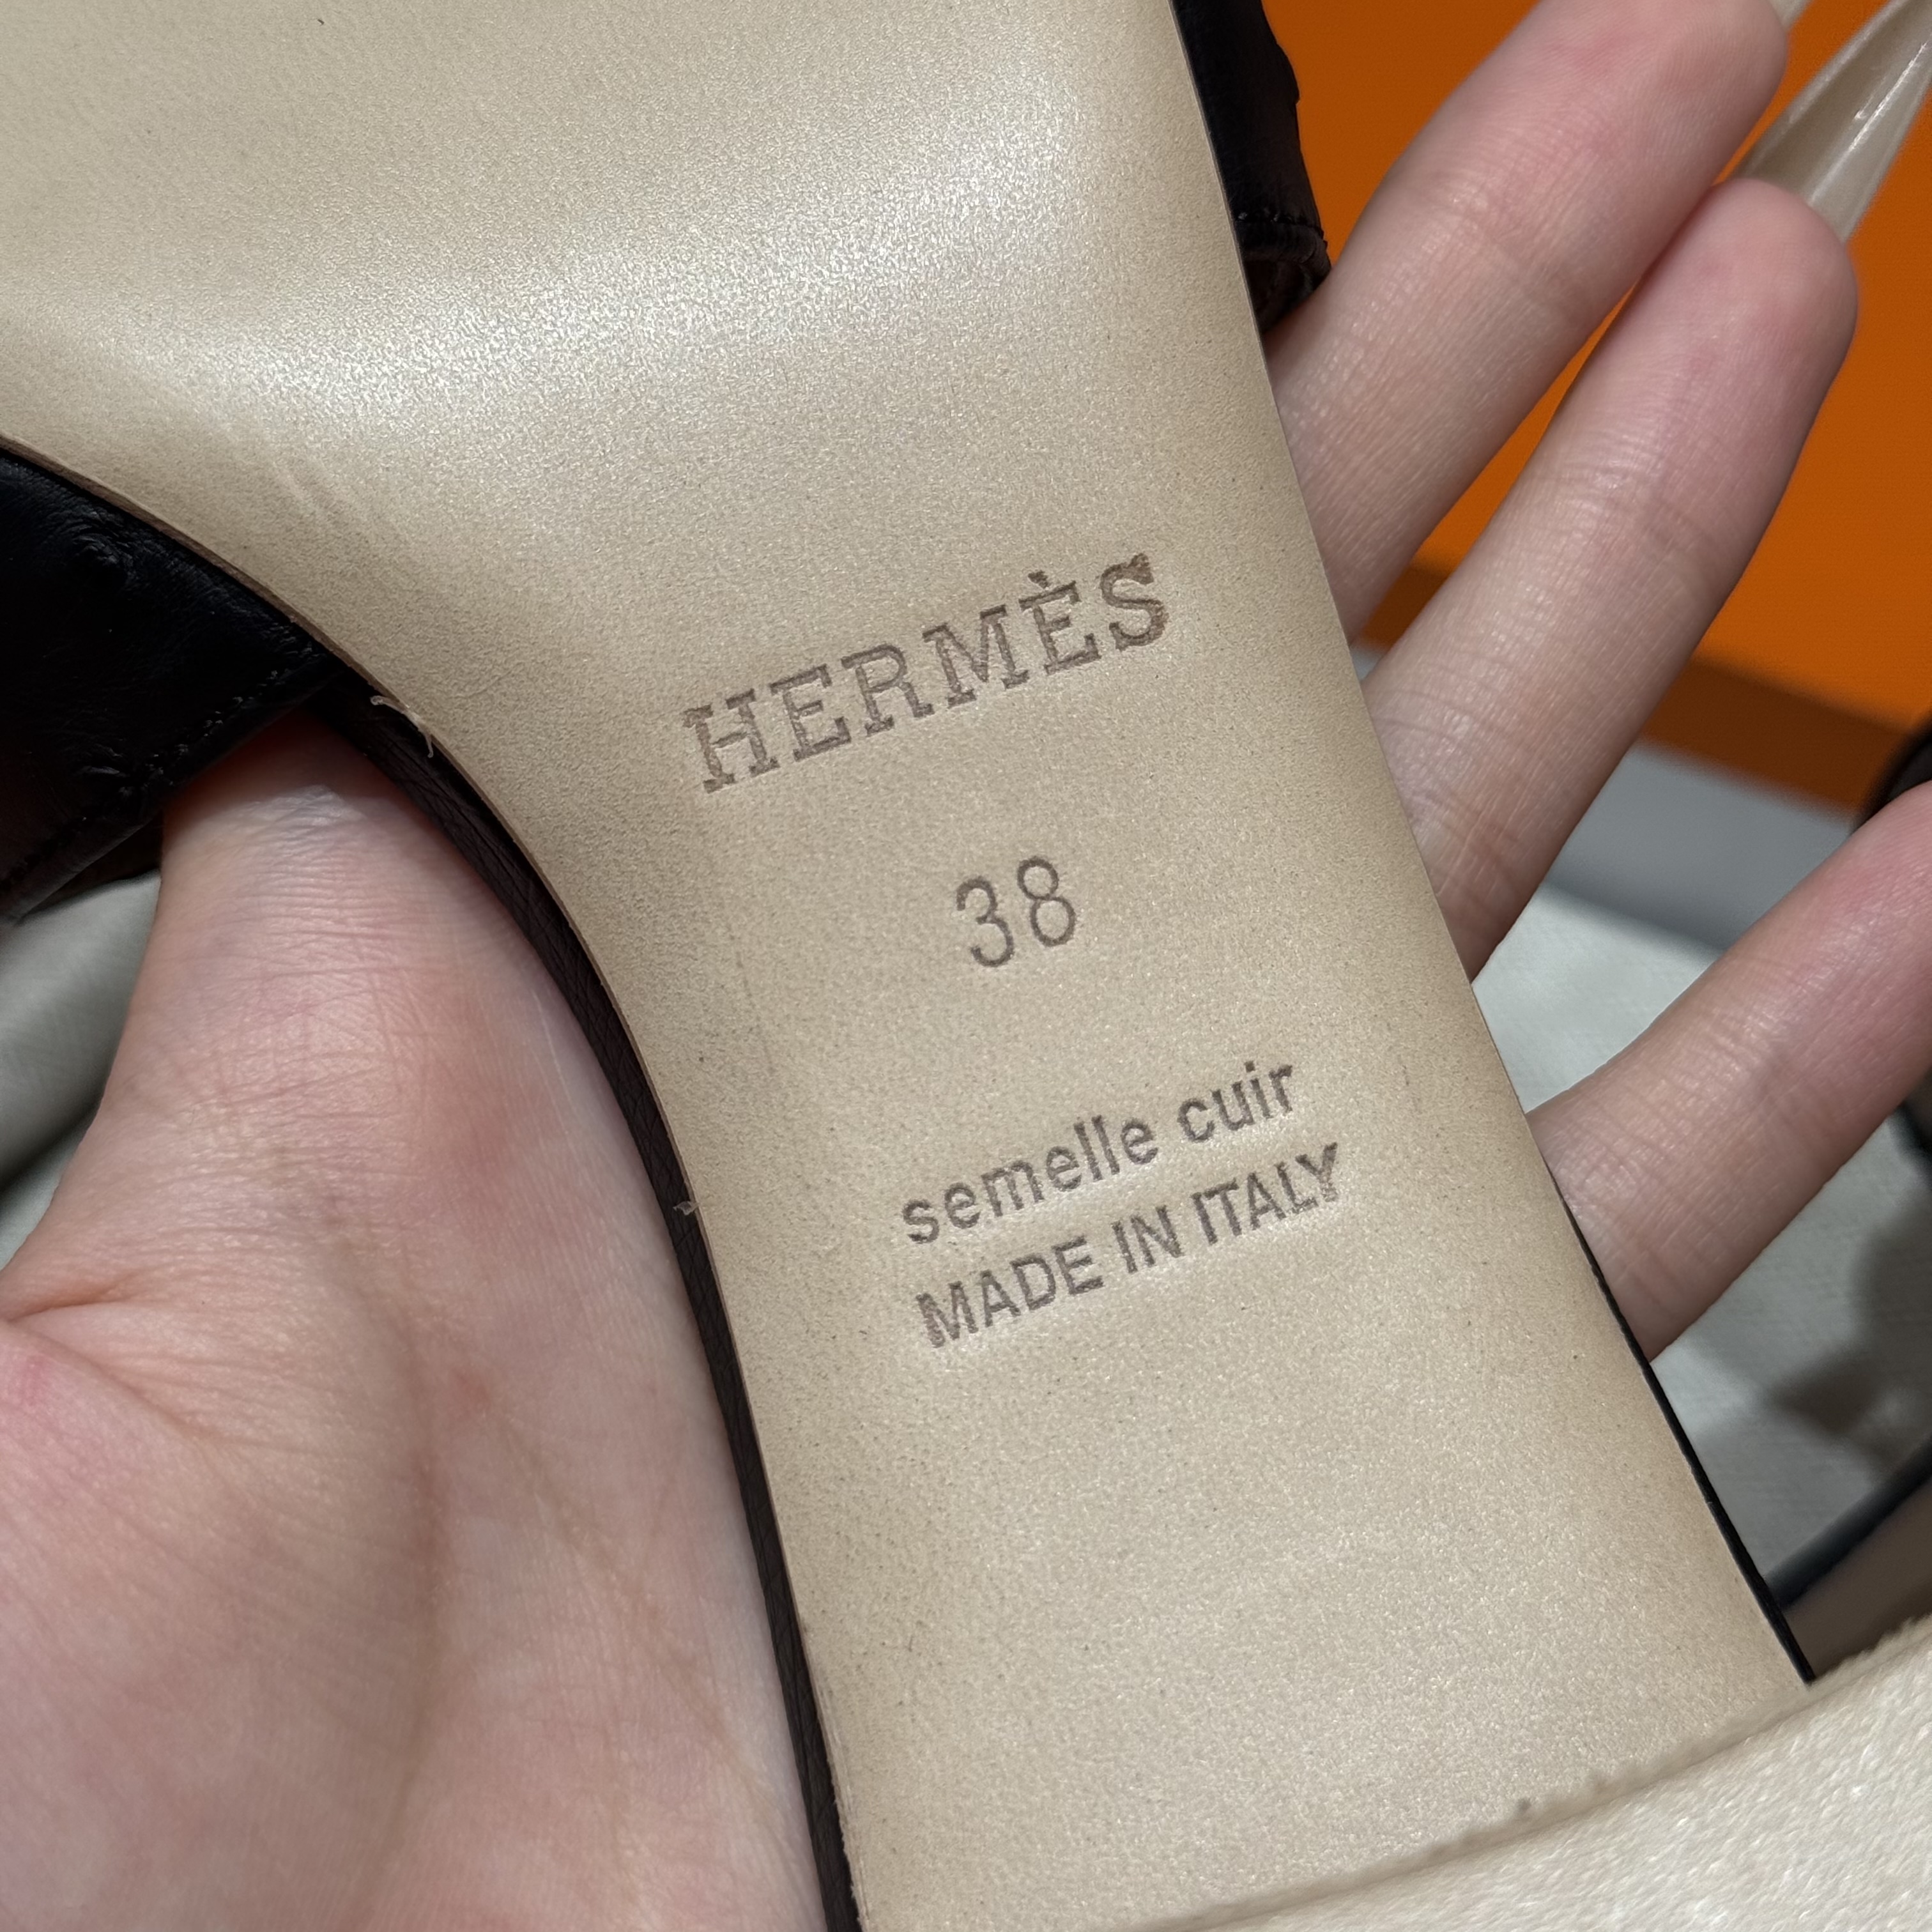 HERMÈS
38
semelle cuir
MADE IN ITALY